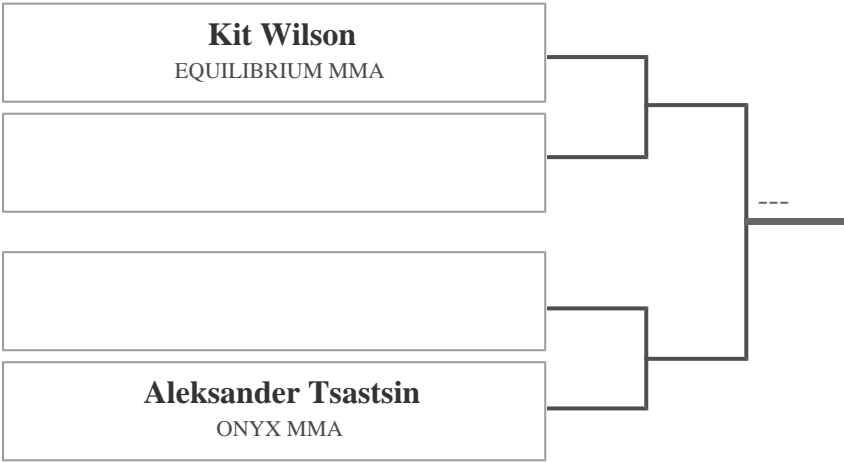 Kit Wilson
EQUILIBRIUM MMA
---
Aleksander Tsastsin
ONYX MMA